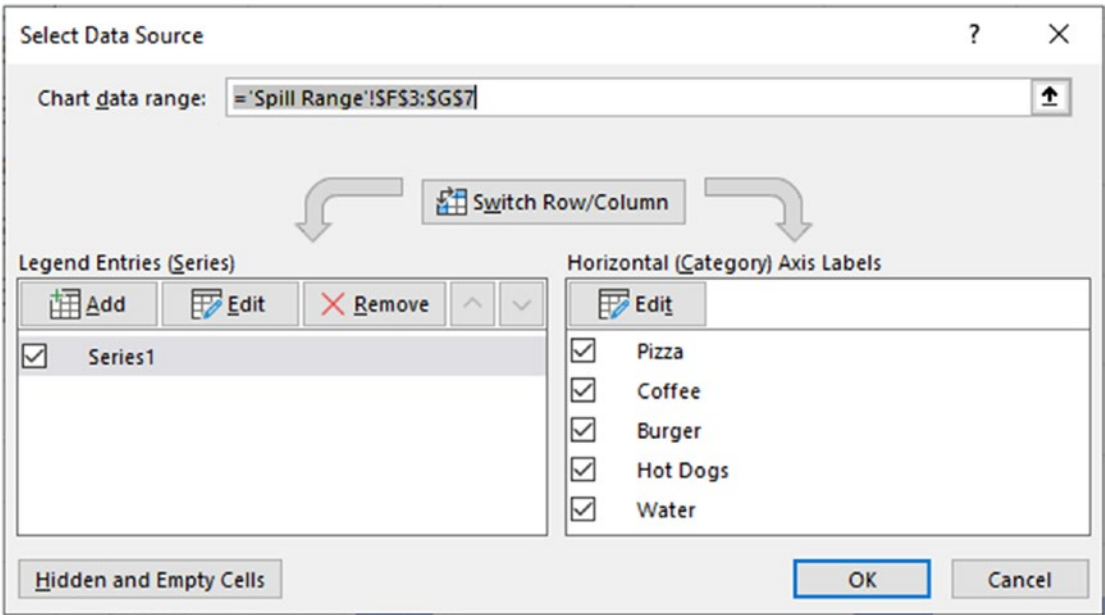 Select Data Source ?
Chart data range: ='Spill Range'!$F$3:$G$7
Switch Row/Column
Legend Entries (Series)
Add Edit Remove
Series1
Horizontal (Category) Axis Labels
Edit
Pizza
Coffee
Burger
Hot Dogs
Water
Hidden and Empty Cells
OK Cancel